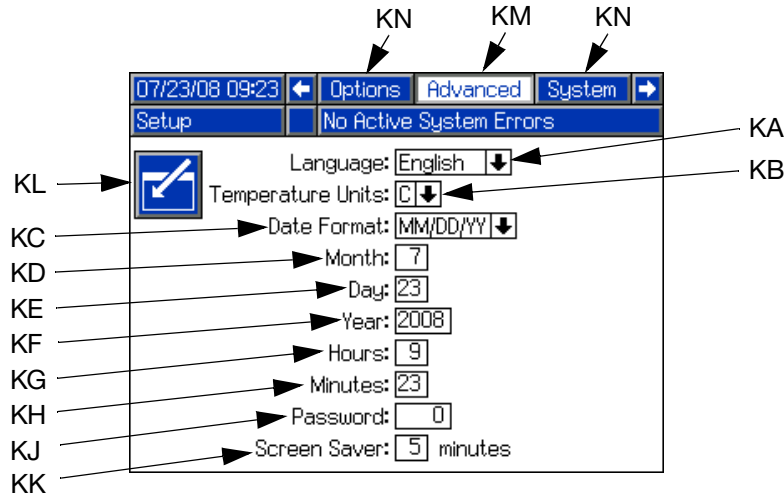 KN KM KN
07/23/08 09:23 Options Advanced System
Setup No Active System Errors
KA
Language: English
KB
KL
Temperature Units: C
KC
Date Format: MM/DD/YY
KD
Month: 7
KE
Day: 23
KF
Year: 2008
KG
Hours: 9
KH
Minutes: 23
KJ
Password: 0
KK
Screen Saver: 5 minutes